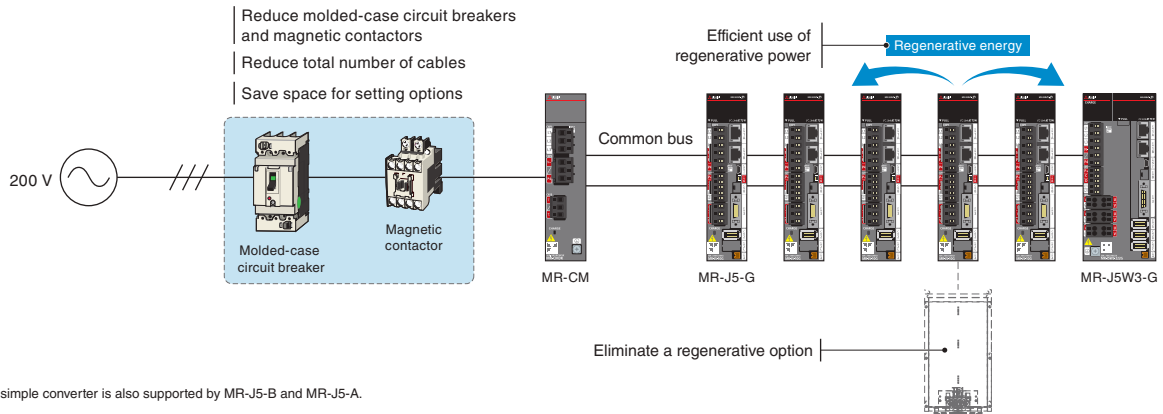 Reduce molded-case circuit breakers
and magnetic contactors
Reduce total number of cables
Save space for setting options
Efficient use of
regenerative power
Regenerative energy
200 V
Common bus
Molded-case
circuit breaker
Magnetic
contactor
MR-CM
MR-J5-G
MR-J5W3-G
Eliminate a regenerative option
simple converter is also supported by MR-J5-B and MR-J5-A.